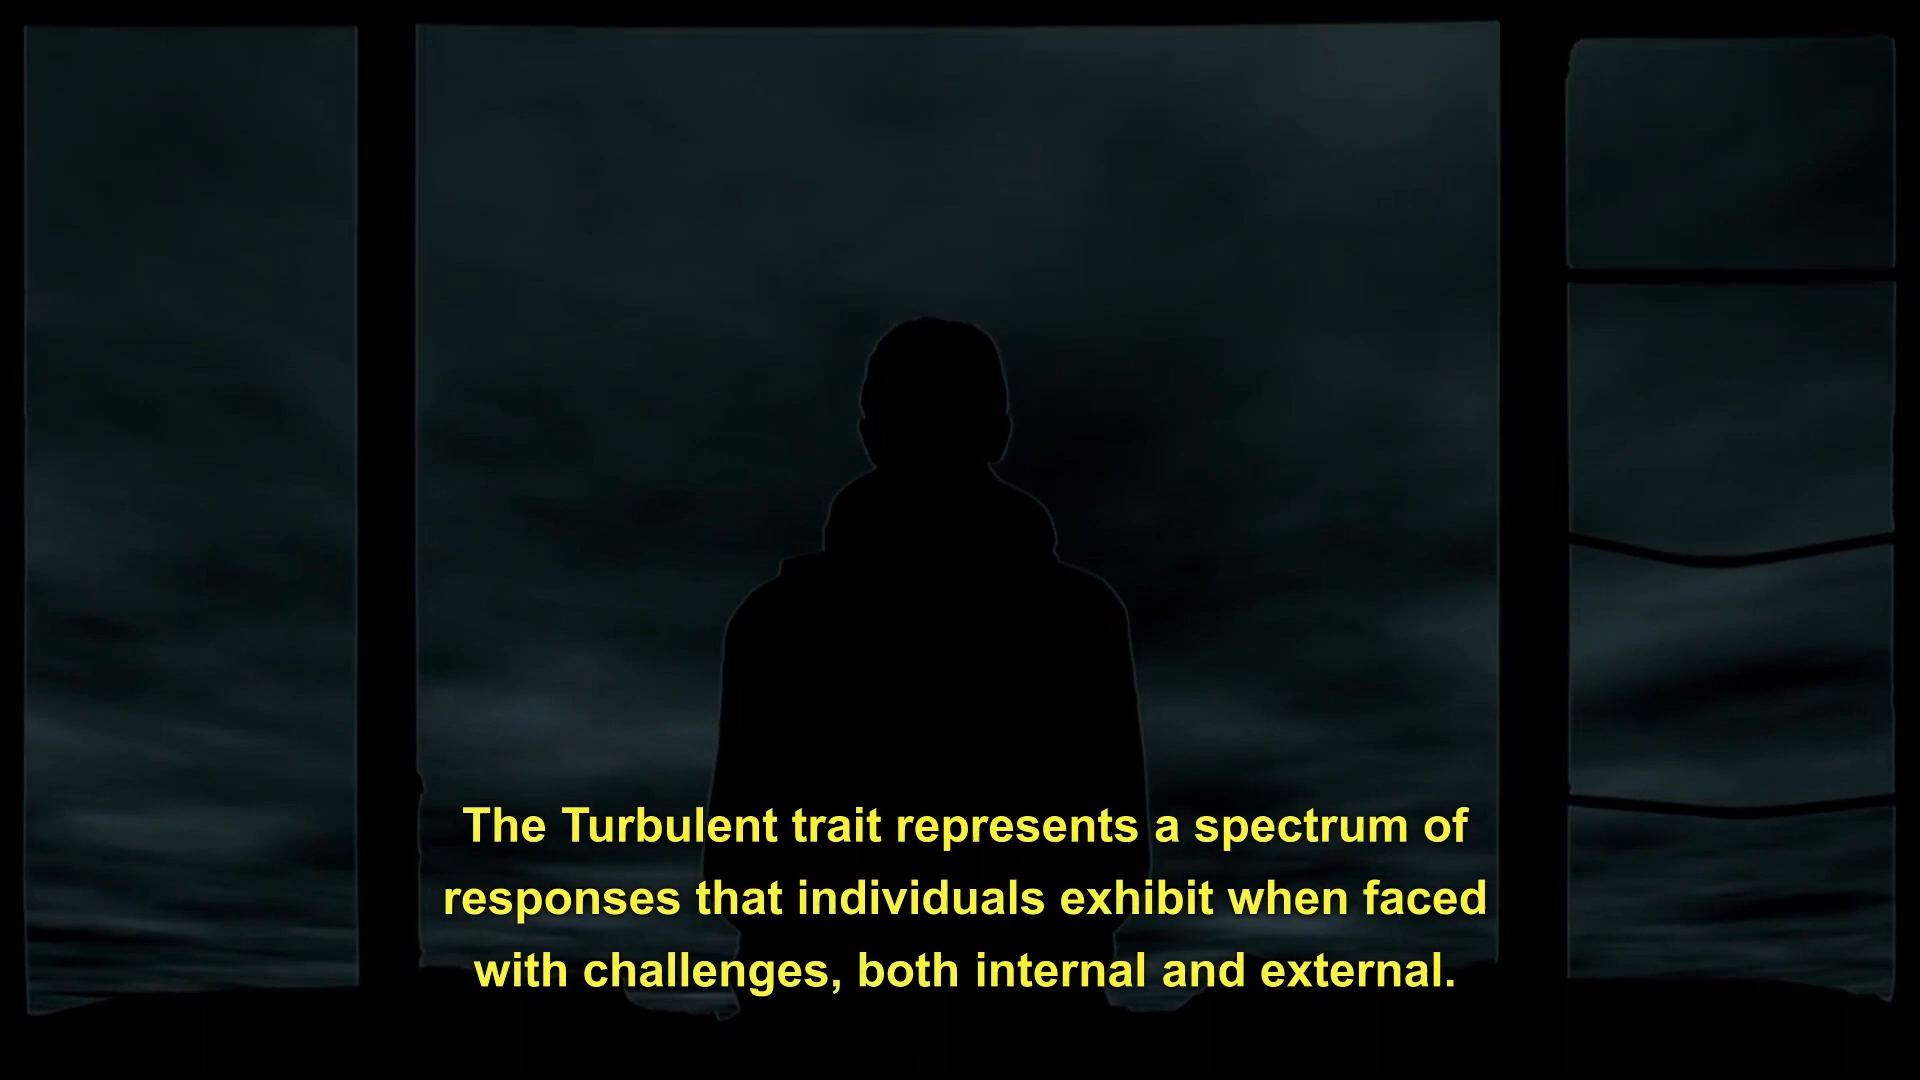 The Turbulent trait represents a spectrum of
responses that individuals exhibit when faced
with challenges, both internal and external.